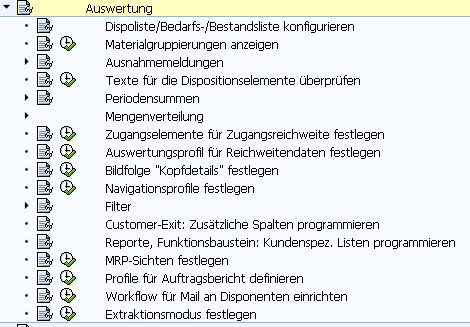 Auswertung
Dispoliste/Bedarfs-/Bestandsliste konfigurieren
Materialgruppierungen anzeigen
Ausnahmemeldungen
Texte für die Dispositionselemente überprüfen
Periodensummen
Mengenverteilung
Zugangselemente für Zugangsreichweite festlegen
Auswertungsprofil für Reichweitendaten festlegen
Bildfolge "Kopfdetails" festlegen
Navigationsprofile festlegen
Filter
Customer-Exit: Zusätzliche Spalten programmieren
Reporte, Funktionsbaustein: Kundenspez. Listen programmieren
MRP-Sichten festlegen
Profile für Auftragsbericht definieren
Workflow für Mail an Disponenten einrichten
Extraktionsmodus festlegen